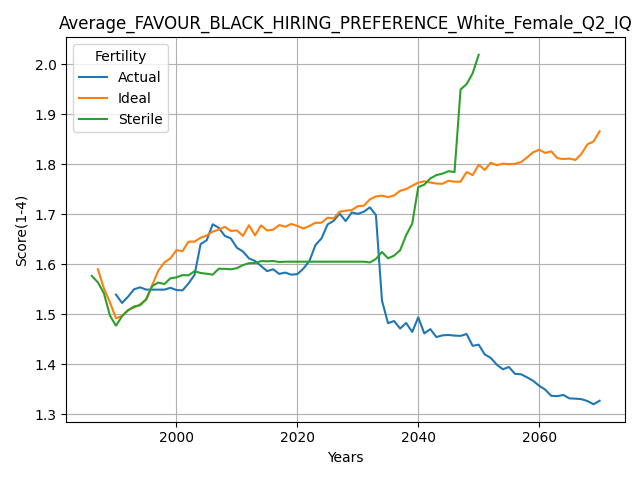 Average_FAVOUR_BLACK_HIRING_PREFERENCE_White_Female_Q2_IQ
Fertility
Actual
Ideal
Sterile
Score(1-4)
2.0
1.9
1.8
1.7
1.6
1.5
1.4
1.3
2000 2020 2040 2060
Years